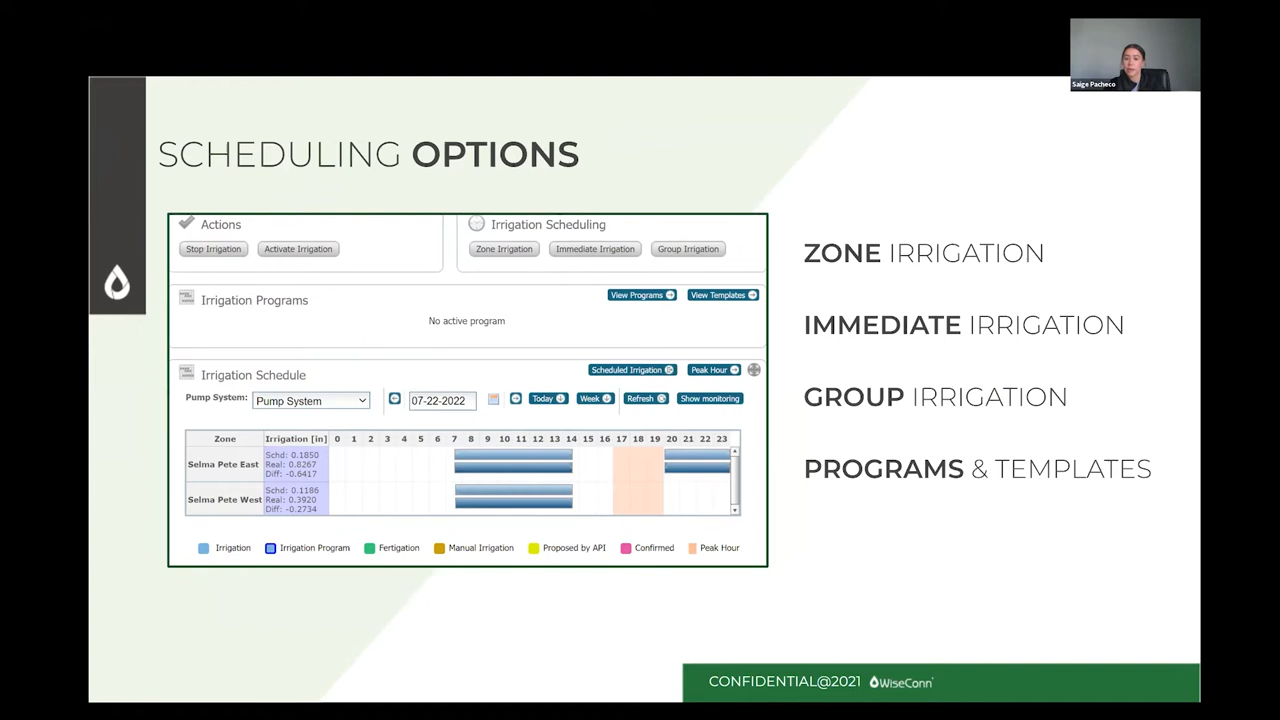 Saige Pacheco
SCHEDULING OPTIONS
Actions
Stop Irrigation Activate Irrigation
Irrigation Scheduling
Zone Irrigation Immediate Irrigation Group Irrigation
Irrigation Programs View Programs View Templates
No active program
Irrigation Schedule Scheduled Irrigation Peak Hour
Pump System: Pump System 07-22-2022 Today Week Refresh Show monitoring
Zone Irrigation [in] 0 1 2 3 4 5 6 7 8 9 10 11 12 13 14 15 16 17 18 19 20 21 22 23
Selma Pete East
Schd: 0.1850
Real: 0.8267
Diff: -0.6417
Selma Pete West
Schd: 0.1186
Real: 0.3920
Diff: -0.2734
Irrigation Irrigation Program Fertigation Manual Irrigation Proposed by API Confirmed Peak Hour
ZONE IRRIGATION
IMMEDIATE IRRIGATION
GROUP IRRIGATION
PROGRAMS & TEMPLATES
CONFIDENTIAL@2021 WiseConn